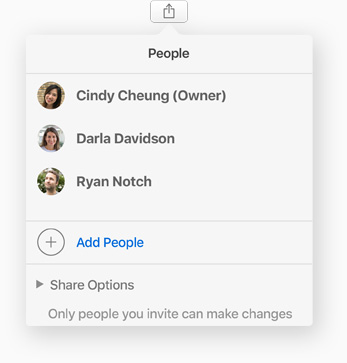 People
Cindy Cheung (Owner)
Darla Davidson
Ryan Notch
Add People
Share Options
Only people you invite can make changes